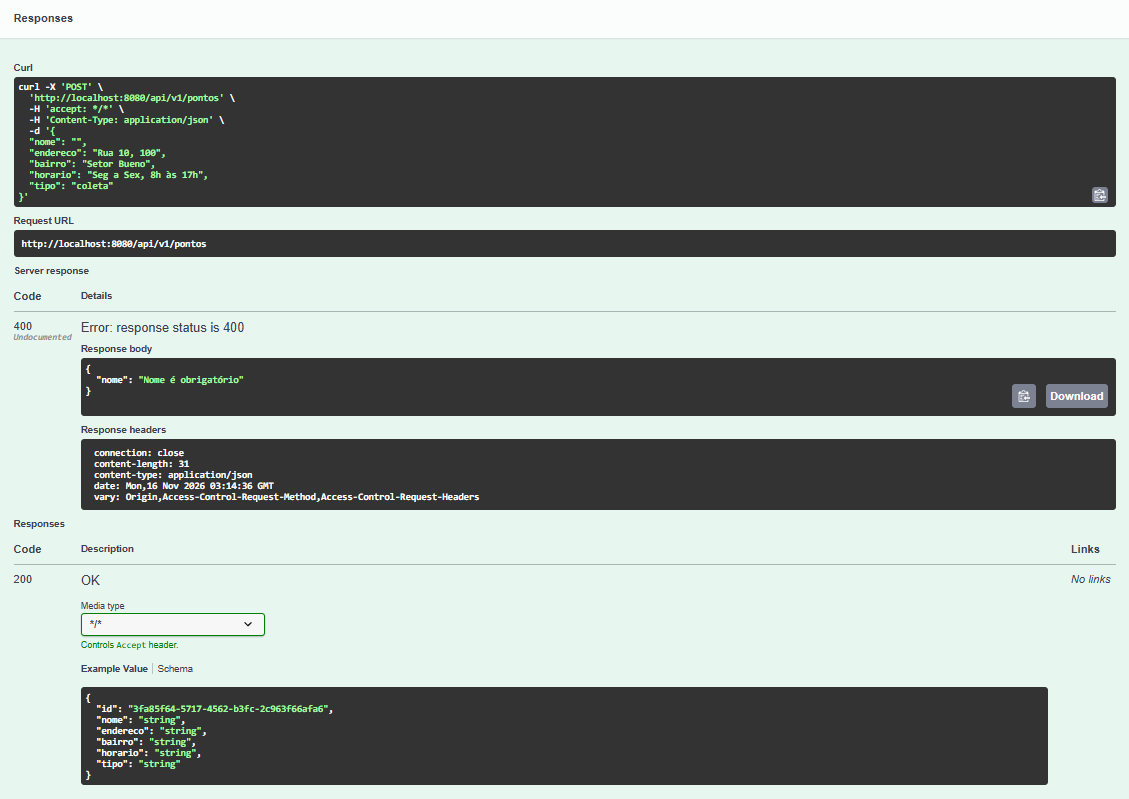 Responses
Curl
curl -X 'POST' \
'http://localhost:8080/api/v1/pontos' \
-H 'accept: */*' \
-H 'Content-Type: application/json' \
-d '{
"nome": "",
"endereco": "Rua 10, 100",
"bairro": "Setor Bueno",
"horario": "Seg a Sex, 8h às 17h",
"tipo": "coleta"
}'
Request URL
http://localhost:8080/api/v1/pontos
Server response
Code Details
400 Error: response status is 400
Undocumented
Response body
{
"nome": "Nome é obrigatório"
}
Download
Response headers
connection: close
content-length: 31
content-type: application/json
date: Mon,16 Nov 2026 03:14:36 GMT
vary: Origin,Access-Control-Request-Method,Access-Control-Request-Headers
Responses
Code Description Links
200 OK No links
Media type
*/*
Controls Accept header.
Example Value Schema
{
"id": "3fa85f64-5717-4562-b3fc-2c963f66afa6",
"nome": "string",
"endereco": "string",
"bairro": "string",
"horario": "string",
"tipo": "string"
}